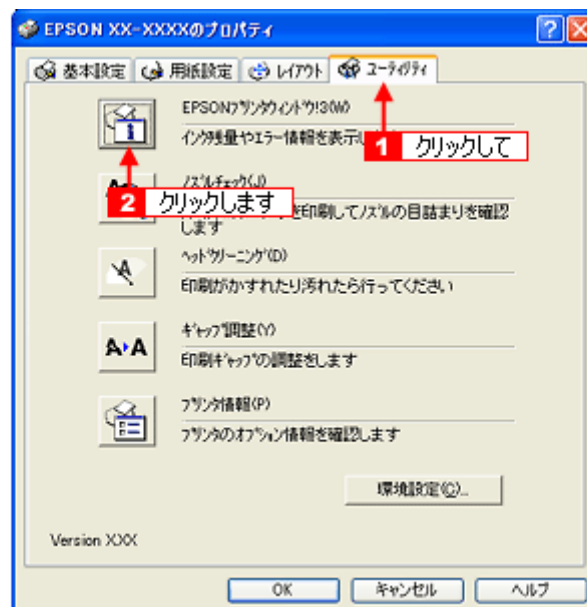 EPSON XX-XXXXのプロパティ
基本設定 用紙設定 レイアウト ユーティリティ
EPSONプリンタウィンドウ!3(W)
インク残量やエラー情報を表示し
1 クリックして
ノズルチェック(J)
2 クリックします
を印刷してノズルの目詰まりを確認
します
ヘッドクリーニング(D)
印刷がかすれたり汚れたら行ってください
ギャップ調整(Y)
A▸A
印刷ギャップの調整をします
プリンタ情報(P)
プリンタのオプション情報を確認します
環境設定(C)...
Version XXX
OK キャンセル ヘルプ